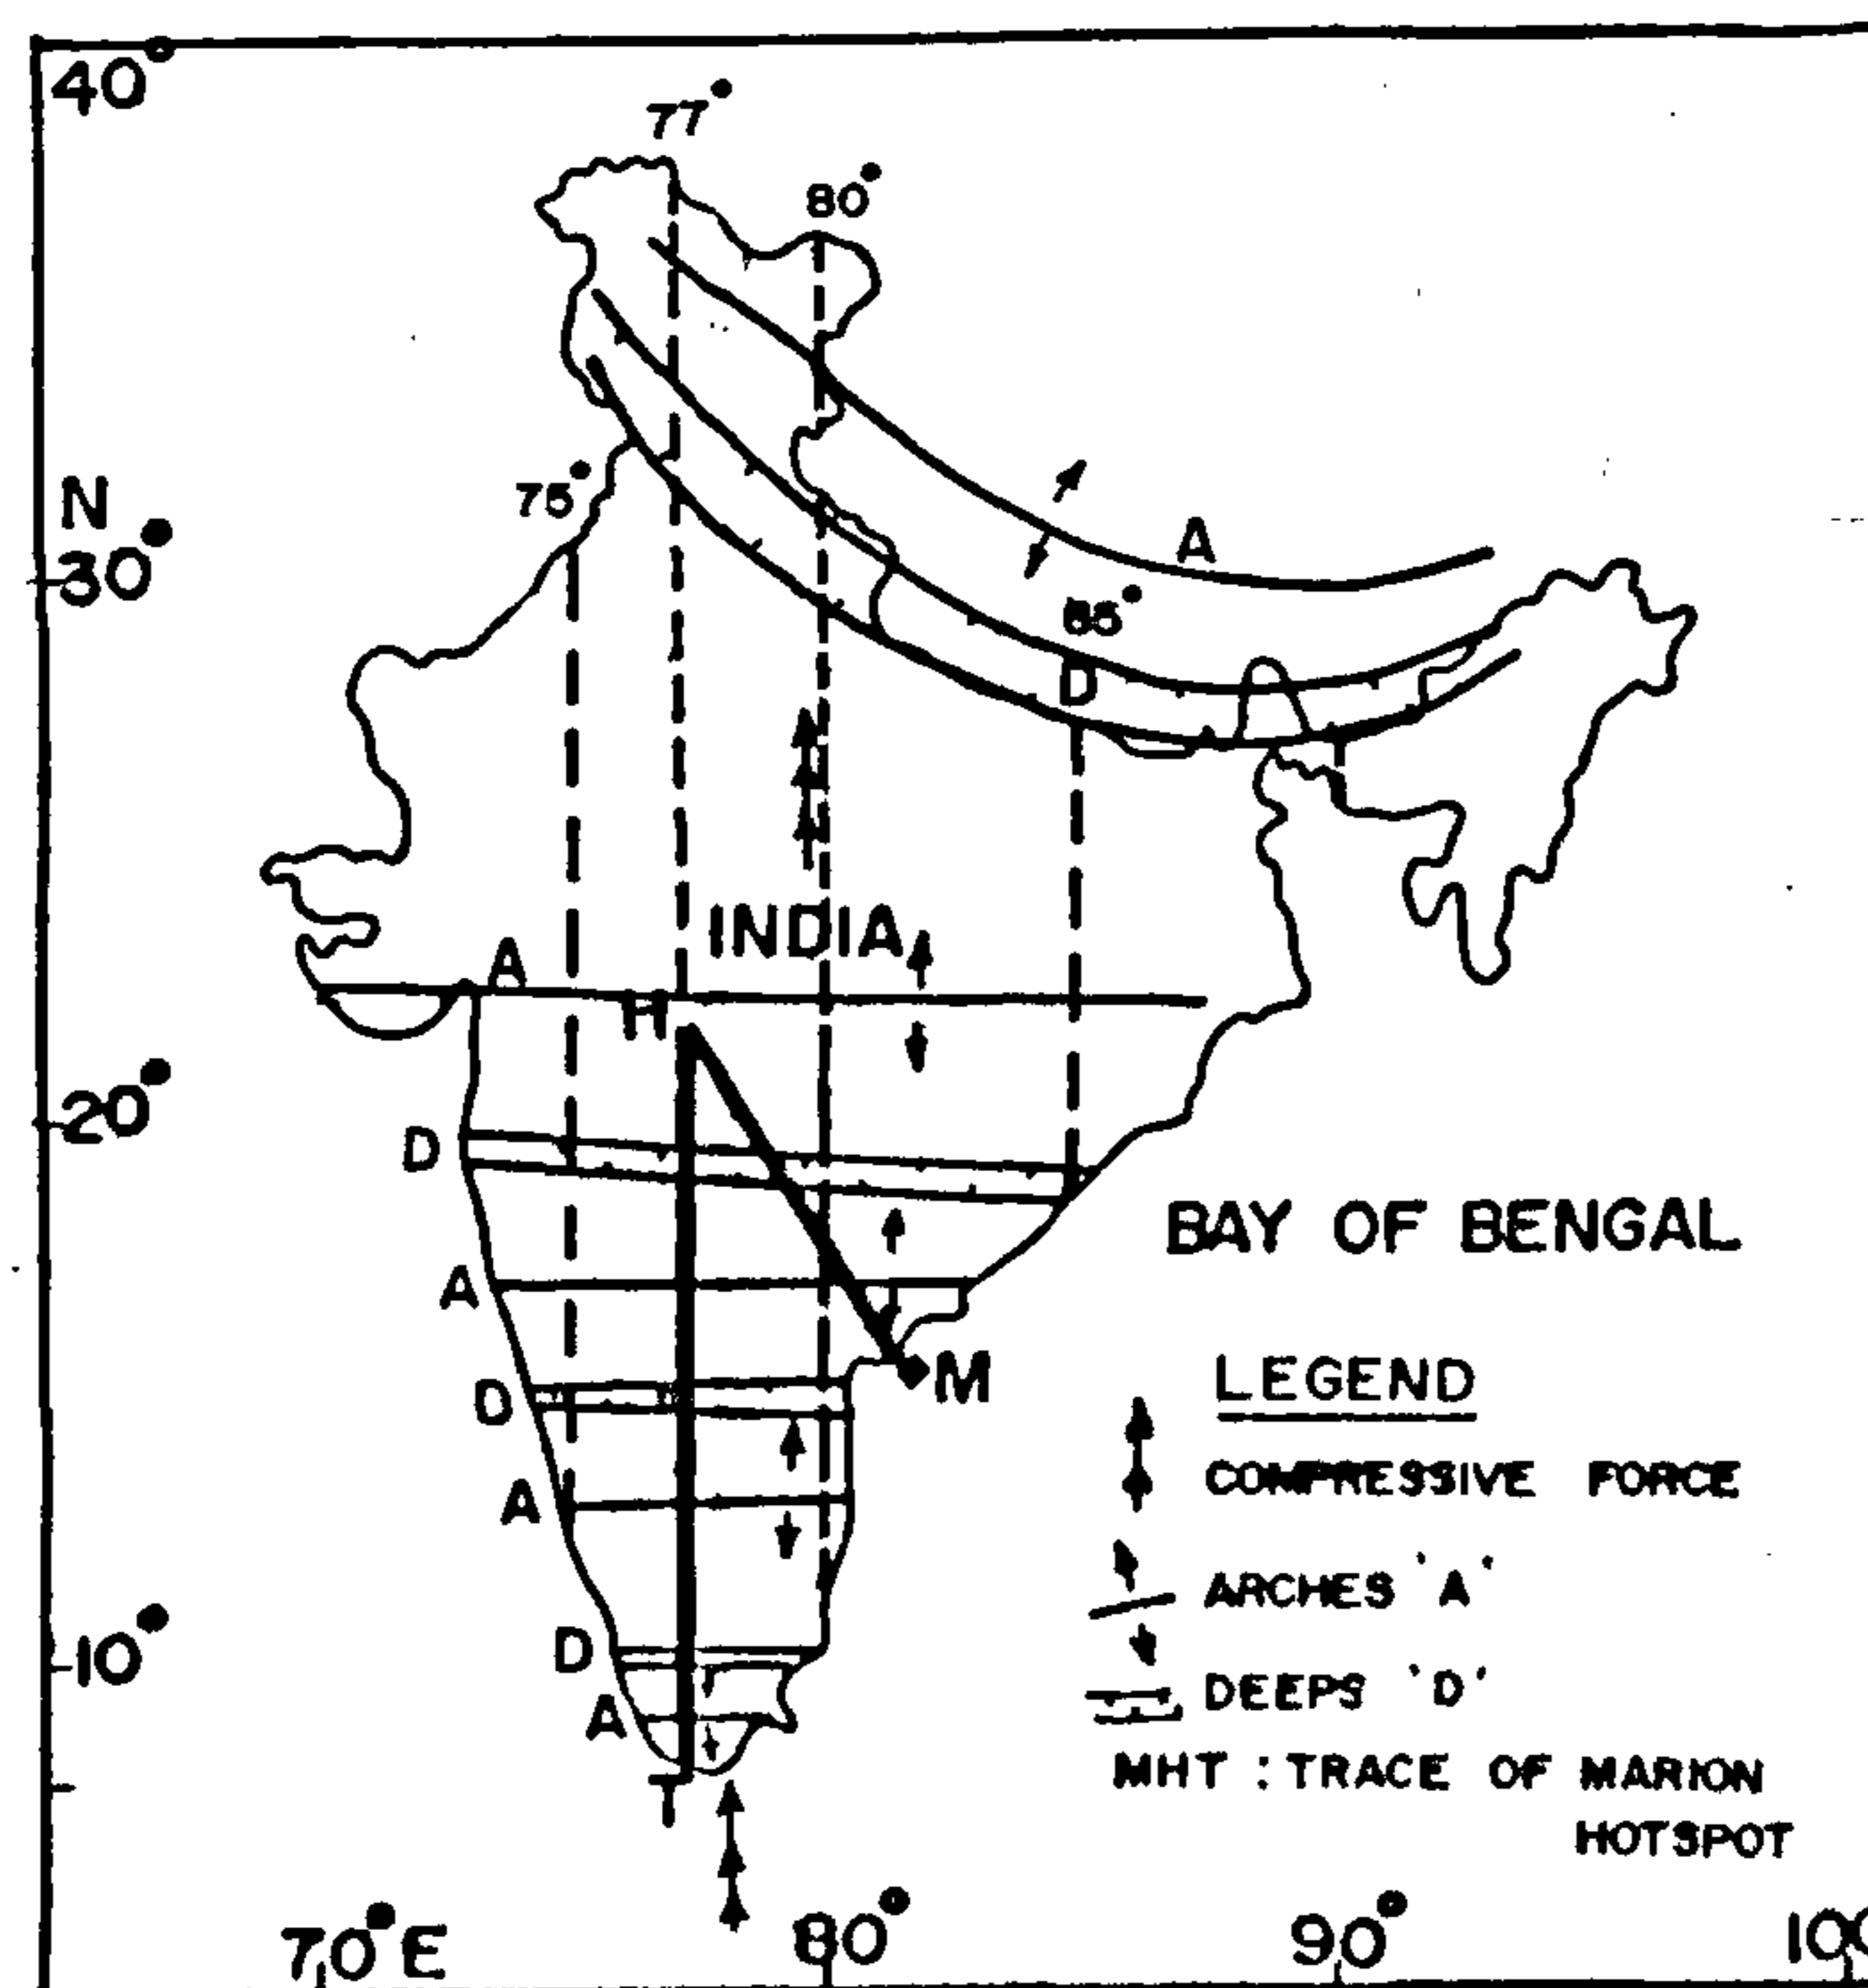 40°
77°
80°
75°
N
30°
A
85°
D
INDIA
A
H
20°
D
BAY OF BENGAL
A
M
LEGEND
D
COMPRESSIVE FORCE
A
ARCHES 'A'
10°
D
DEEPS 'D'
A
MHT : TRACE OF MARION
HOTSPOT
T
70°E
80°
90°